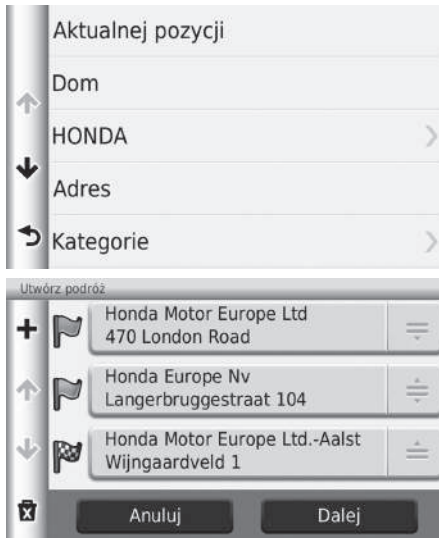 Aktualnej pozycji
Dom
HONDA
Adres
Kategorie
Utwórz podróż
Honda Motor Europe Ltd
470 London Road
Honda Europe Nv
Langerbruggestraat 104
Honda Motor Europe Ltd.-Aalst
Wijngaardveld 1
Anuluj
Dalej